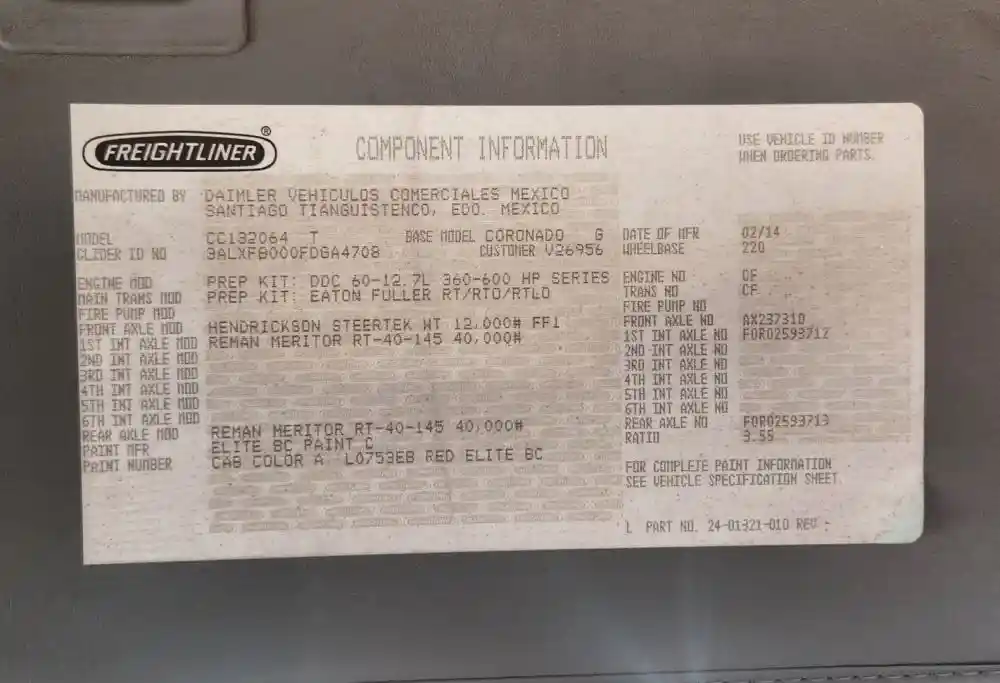 FREIGHTLINER®
COMPONENT INFORMATION
USE VEHICLE ID NUMBER
WHEN ORDERING PARTS.
MANUFACTURED BY DAIMLER VEHICULOS COMERCIALES MEXICO
SANTIAGO TIANGUISTENCO, EDO. MEXICO
MODEL CC132064 T BASE MODEL CORONADO G DATE OF MFR 02/14
GLIDER ID NO 3ALXFB000FDGA4708 CUSTOMER V26956 WHEELBASE 220
ENGINE MOD PREP KIT: DDC 60-12.7L 360-600 HP SERIES ENGINE NO CF
MAIN TRANS MOD PREP KIT: EATON FULLER RT/RTO/RTLO TRANS NO CF
FIRE PUMP MOD FIRE PUMP NO
FRONT AXLE MOD HENDRICKSON STEERTEK WT 12,000# FF1 FRONT AXLE NO AX237310
1ST INT AXLE MOD REMAN MERITOR RT-40-145 40,000# 1ST INT AXLE NO FOR02593712
2ND INT AXLE MOD 2ND INT AXLE NO
3RD INT AXLE MOD 3RD INT AXLE NO
4TH INT AXLE MOD 4TH INT AXLE NO
5TH INT AXLE MOD 5TH INT AXLE NO
6TH INT AXLE MOD 6TH INT AXLE NO
REAR AXLE MOD REMAN MERITOR RT-40-145 40,000# REAR AXLE NO FOR02593713
PAINT MFR ELITE BC PAINT C RATIO 3.55
PAINT NUMBER CAB COLOR A L0753EB RED ELITE BC
FOR COMPLETE PAINT INFORMATION
SEE VEHICLE SPECIFICATION SHEET.
L PART NO. 24-01321-010 REV -